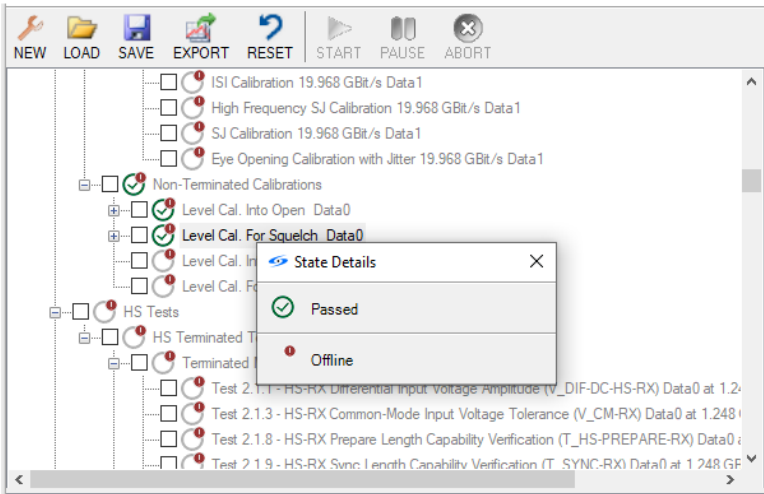 NEW LOAD SAVE EXPORT RESET START PAUSE ABORT
ISI Calibration 19.968 GBit/s Data1
High Frequency SJ Calibration 19.968 GBit/s Data1
SJ Calibration 19.968 GBit/s Data1
Eye Opening Calibration with Jitter 19.968 GBit/s Data1
Non-Terminated Calibrations
Level Cal. Into Open Data0
Level Cal. For Squelch Data0
Level Cal.
Level Cal.
State Details
Passed
Offline
HS Tests
HS Terminated
Terminated
Test 2.1.1 - HS-RX Differential Input Voltage Amplitude (V_DIF-DC-HS-RX) Data0 at 1.24
Test 2.1.3 - HS-RX Common-Mode Input Voltage Tolerance (V_CM-RX) Data0 at 1.248
Test 2.1.8 - HS-RX Prepare Length Capability Verification (T_HS-PREPARE-RX) Data0
Test 2.1.9 - HS-RX Sync Length Capability Verification (T_SYNC-RX) Data0 at 1.248